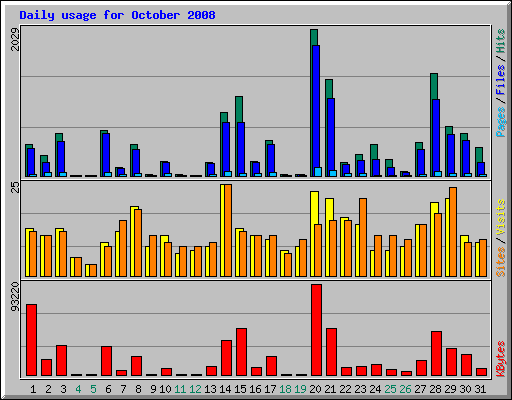 Daily usage for October 2008
2029
Pages / Files / Hits
25
Sites / Visits
93220
KBytes
1 2 3 4 5 6 7 8 9 10 11 12 13 14 15 16 17 18 19 20 21 22 23 24 25 26 27 28 29 30 31